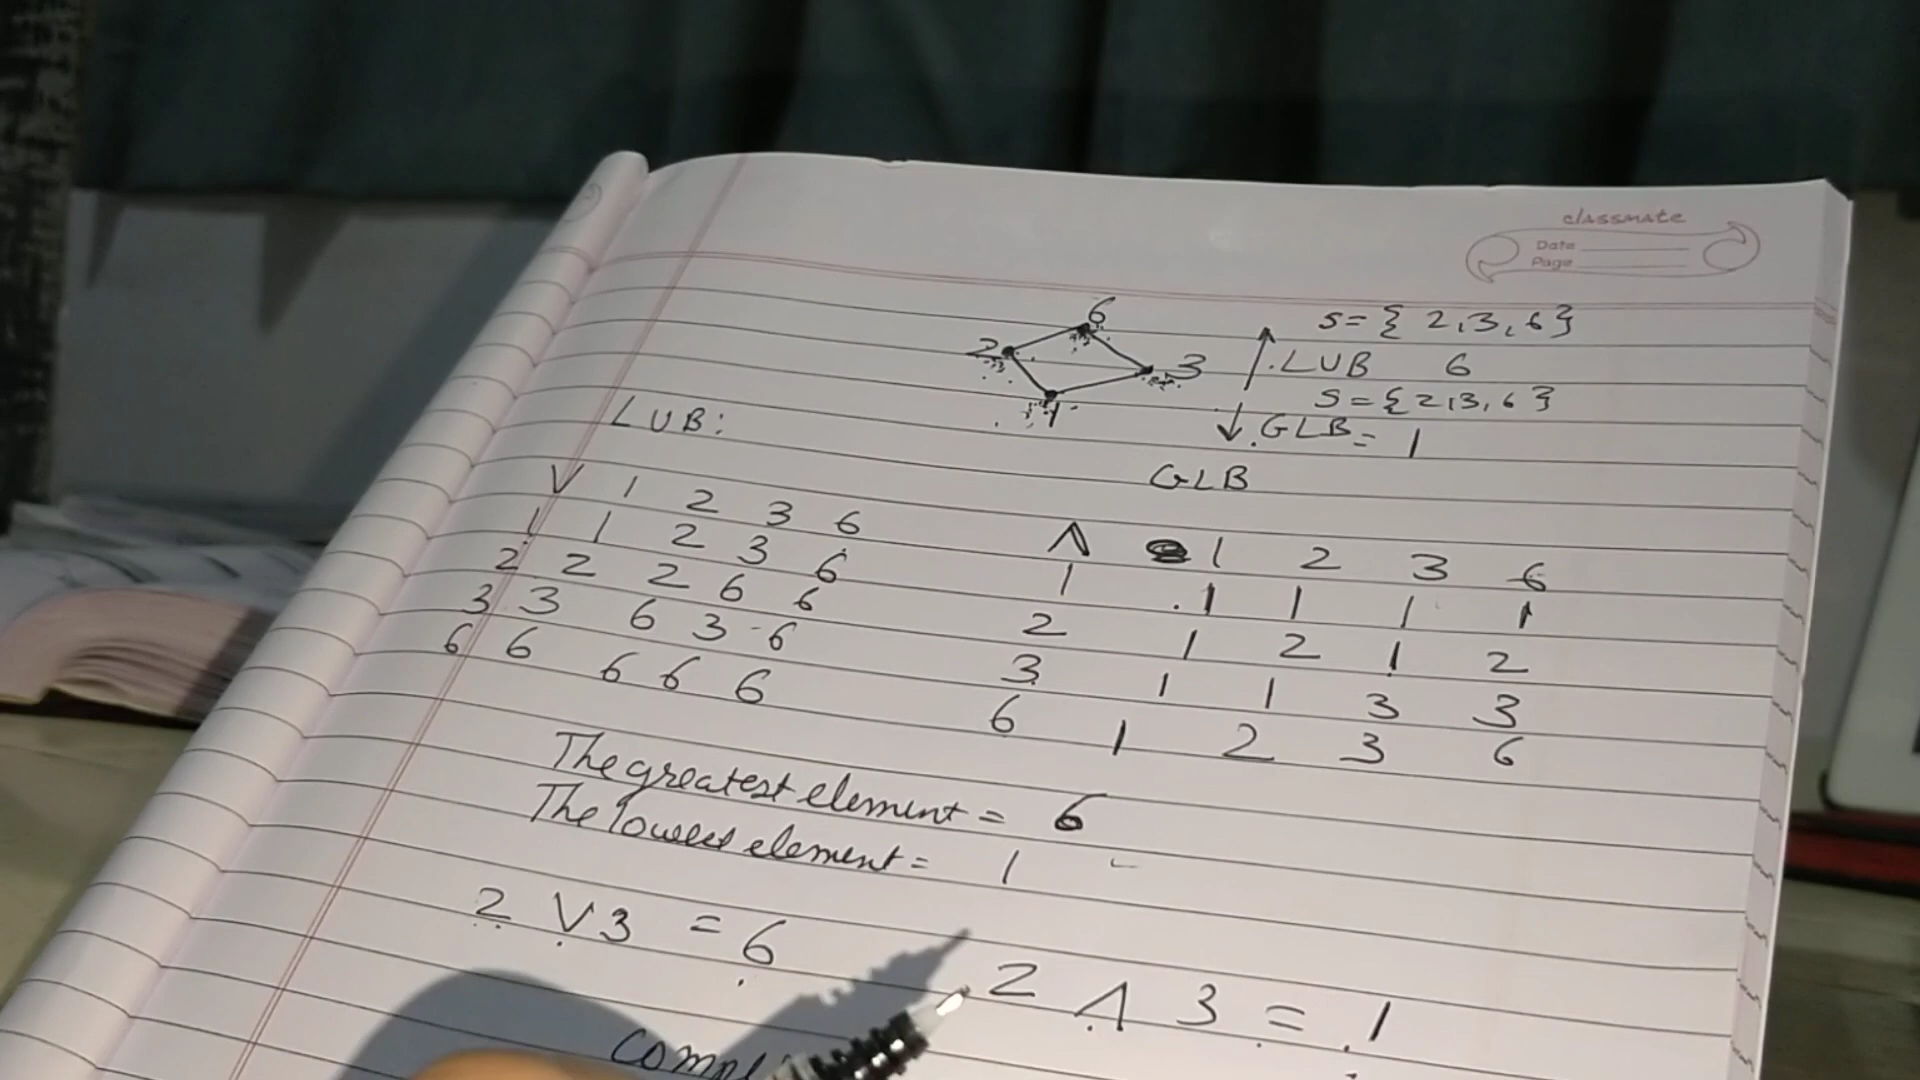 classmate
Date
Page
6
2 3
1
S = { 2, 3, 6 }
LUB 6
S = { 2, 3, 6 }
GLB = 1
LUB:
V 1 2 3 6
1 1 2 3 6
2 2 2 6 6
3 3 6 3 6
6 6 6 6 6
GLB
Λ 1 2 3 6
1 1 1 1 1
2 1 2 1 2
3 1 1 3 3
6 1 2 3 6
The greatest element = 6
The lowest element = 1
2 V 3 = 6
2 Λ 3 = 1